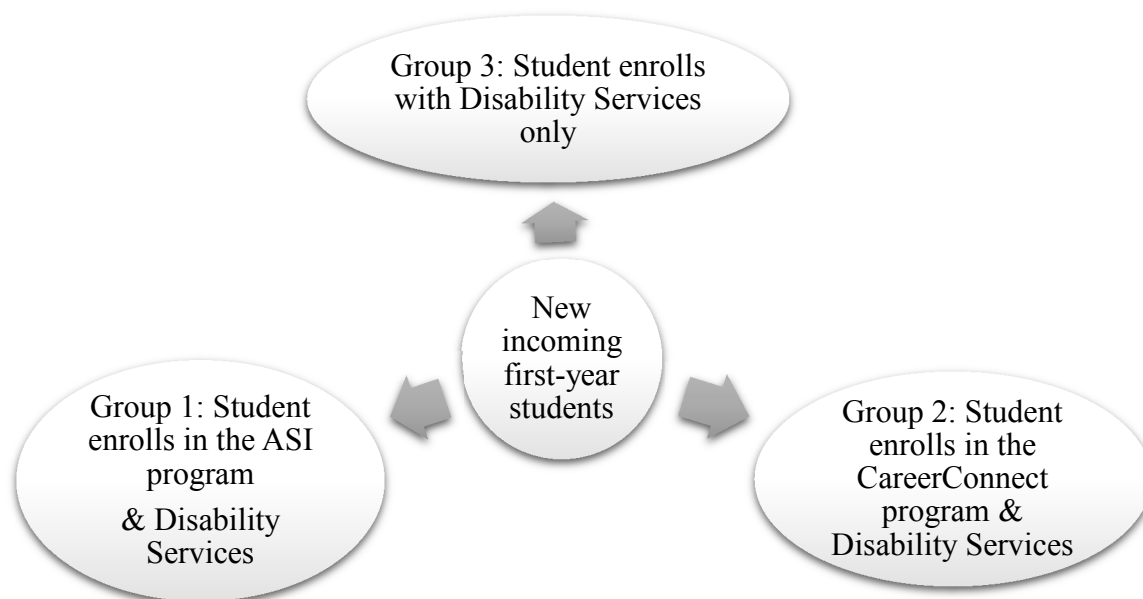 Group 3: Student enrolls
with Disability Services
only
New
incoming
first-year
students
Group 1: Student
enrolls in the ASI
program
& Disability
Services
Group 2: Student
enrolls in the
CareerConnect
program &
Disability Services